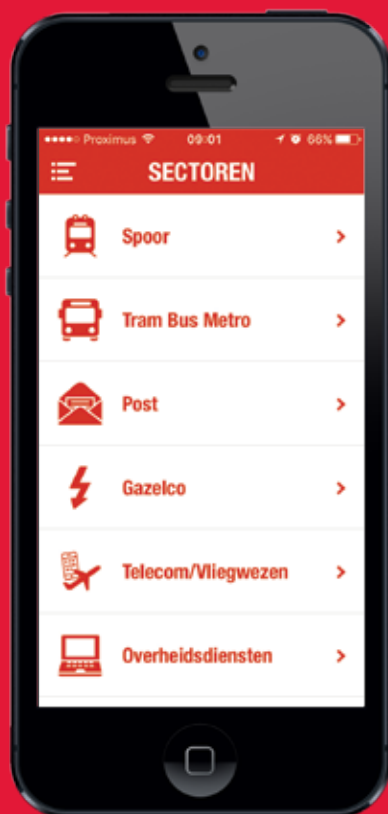 Proximus 09:01 66%
SECTOREN
Spoor
Tram Bus Metro
Post
Gazelco
Telecom/Vliegwezen
Overheidsdiensten